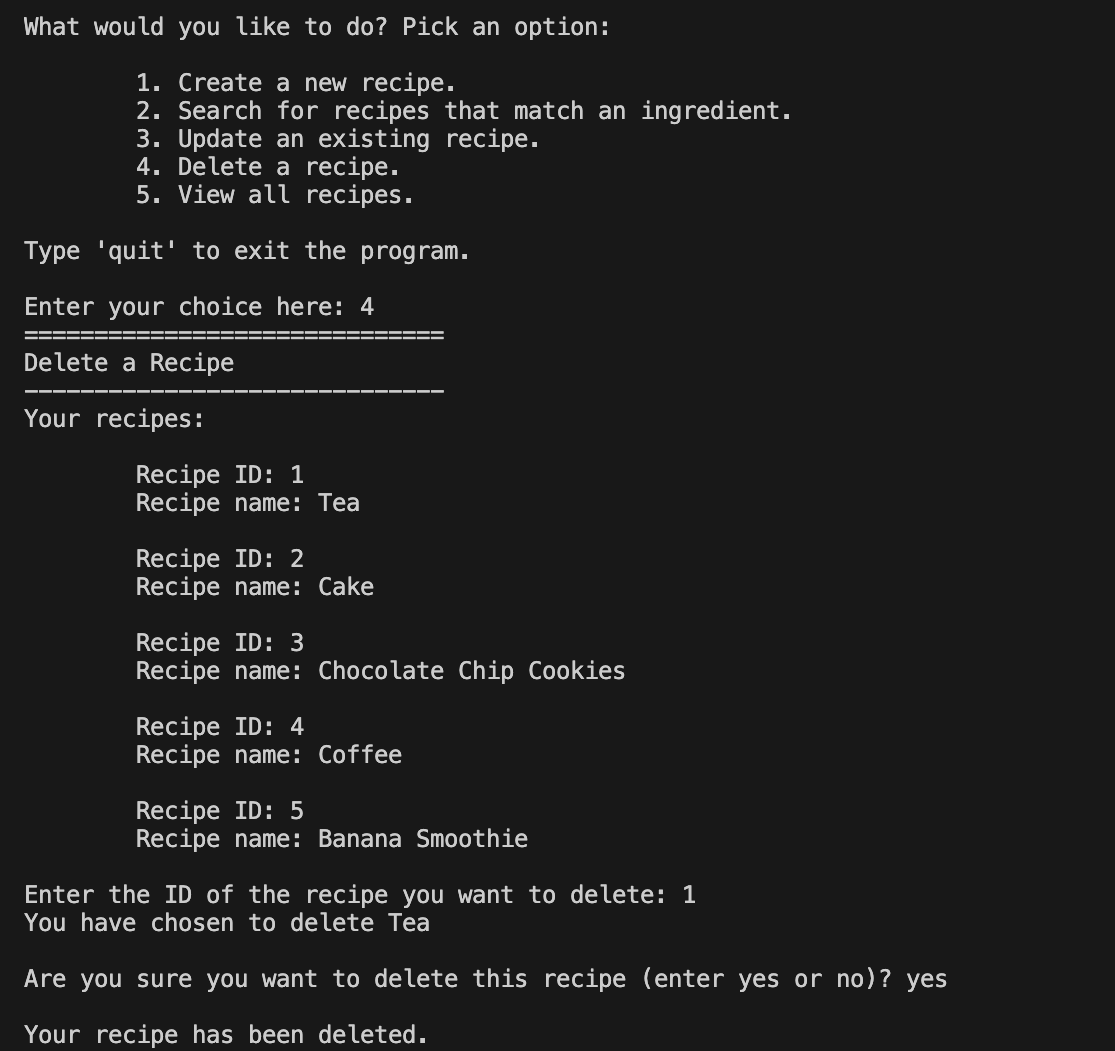 What would you like to do? Pick an option:
1. Create a new recipe.
2. Search for recipes that match an ingredient.
3. Update an existing recipe.
4. Delete a recipe.
5. View all recipes.
Type 'quit' to exit the program.
Enter your choice here: 4
==============================
Delete a Recipe
------------------------------
Your recipes:
Recipe ID: 1
Recipe name: Tea
Recipe ID: 2
Recipe name: Cake
Recipe ID: 3
Recipe name: Chocolate Chip Cookies
Recipe ID: 4
Recipe name: Coffee
Recipe ID: 5
Recipe name: Banana Smoothie
Enter the ID of the recipe you want to delete: 1
You have chosen to delete Tea
Are you sure you want to delete this recipe (enter yes or no)? yes
Your recipe has been deleted.